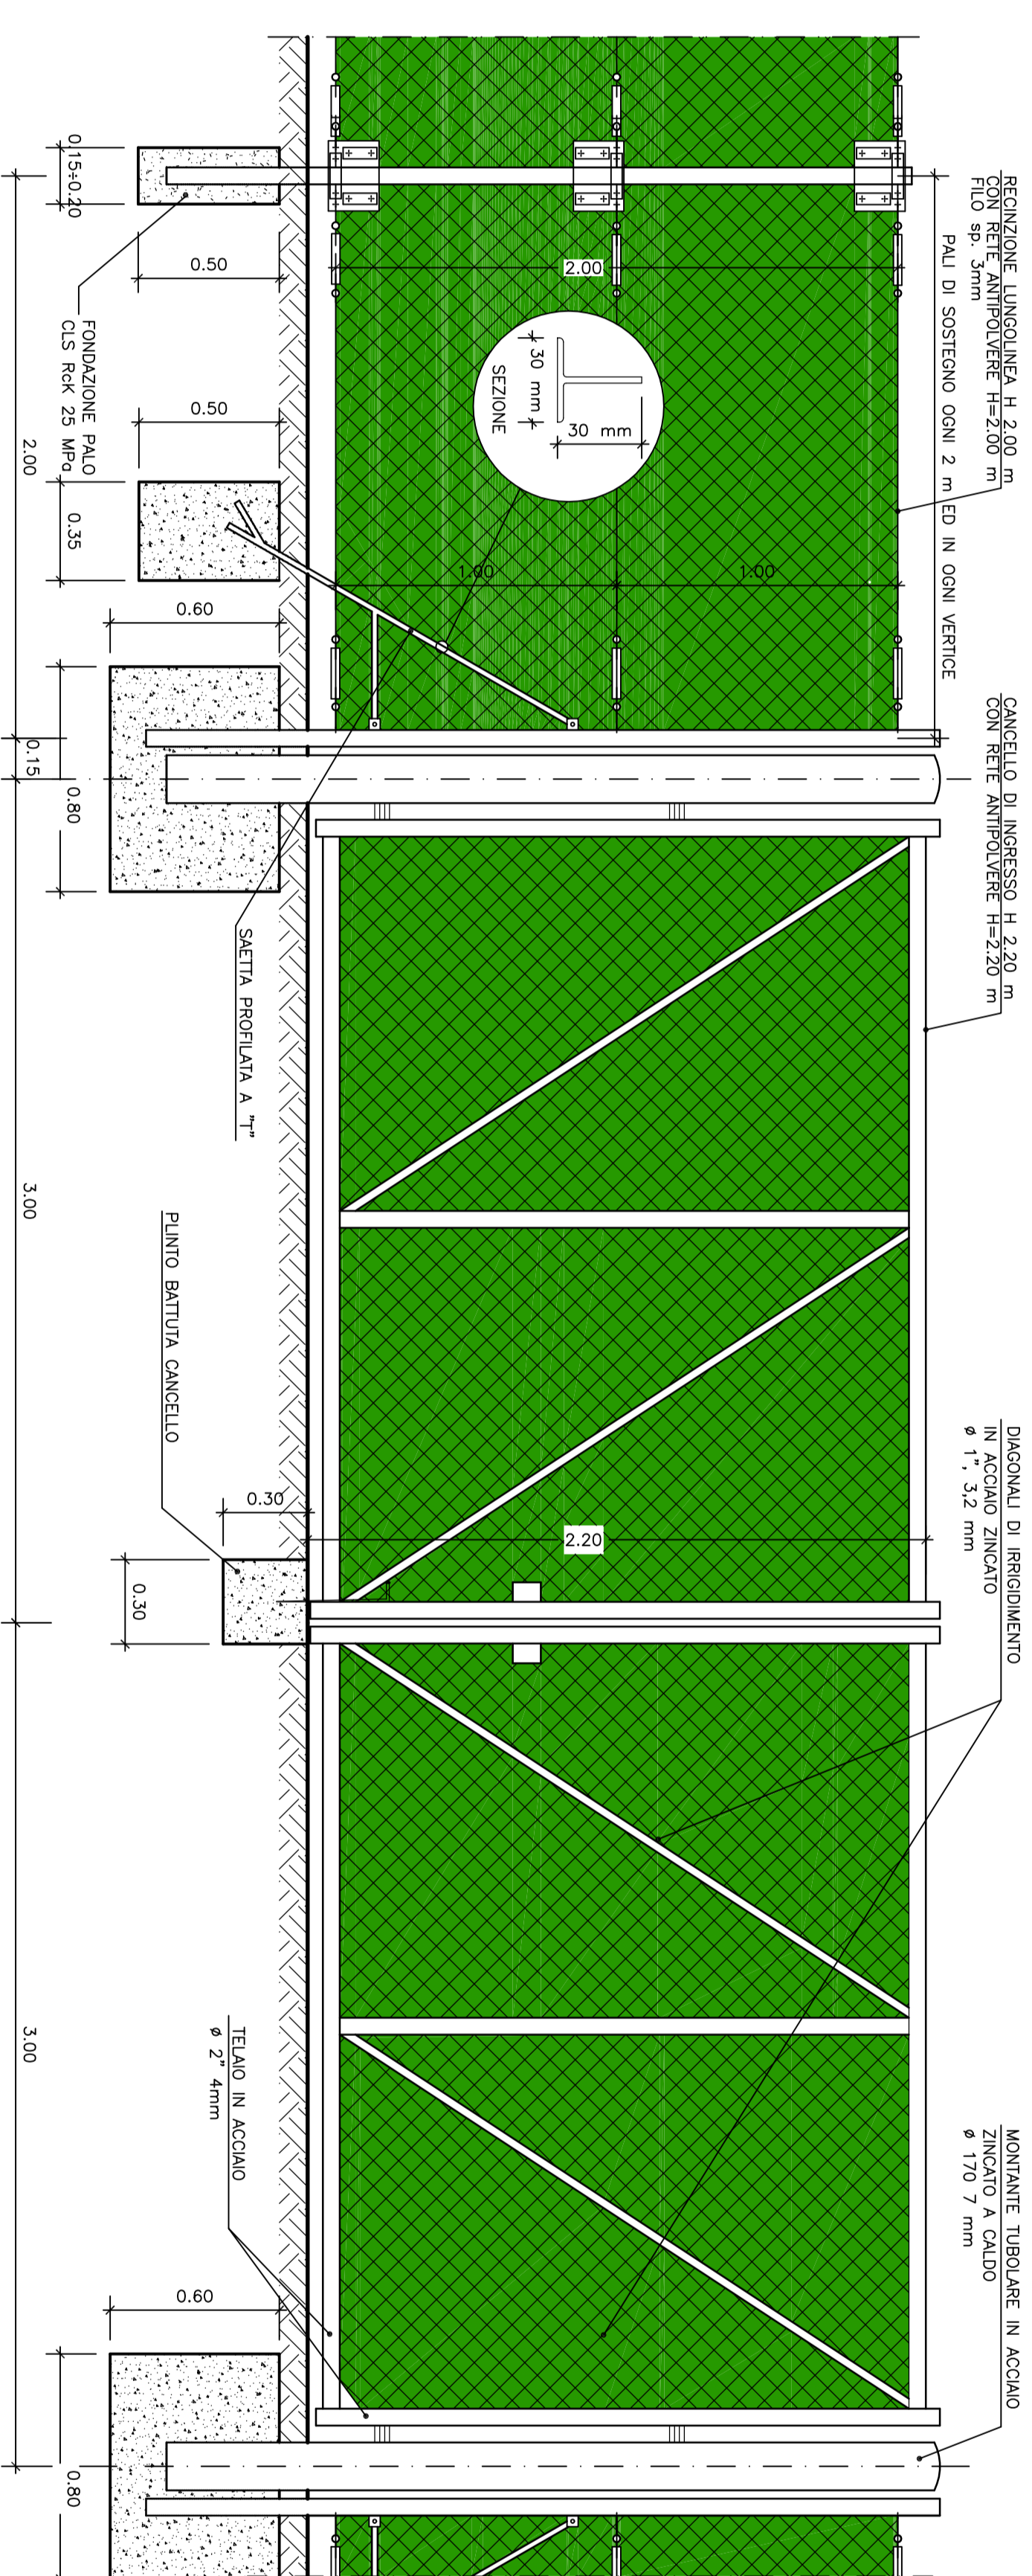 RECINZIONE LUNGOLINEA H 2.00 m
CON RETE ANTIPOLVERE H=2.00 m
FILO sp. 3mm
PALI DI SOSTEGNO OGNI 2 m ED IN OGNI VERTICE
CANCELLO DI INGRESSO H 2.20 m
CON RETE ANTIPOLVERE H=2.20 m
DIAGONALI DI IRRIGIDIMENTO
IN ACCIAIO ZINCATO
ø 1", 3,2 mm
MONTANTE TUBOLARE IN ACCIAIO
ZINCATO A CALDO
ø 170 7 mm
2.00
1.00
1.00
30 mm
30 mm
SEZIONE
2.20
0.50
0.50
0.60
0.30
0.60
SAETTA PROFILATA A "T"
PLINTO BATTUTA CANCELLO
TELAIO IN ACCIAIO
ø 2" 4mm
FONDAZIONE PALO
CLS RcK 25 MPa
0.15÷0.20
0.35
0.80
0.30
0.80
2.00
0.15
3.00
3.00